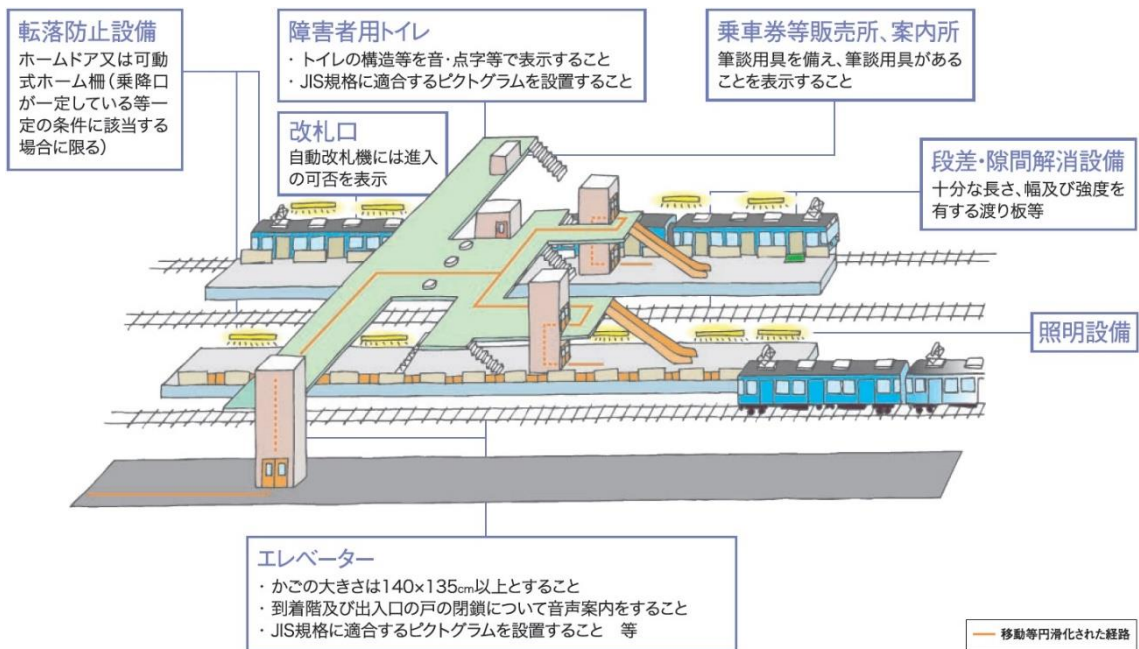 転落防止設備
ホームドア又は可動
式ホーム柵(乗降口
が一定している等一
定の条件に該当する
場合に限る)
障害者用トイレ
・トイレの構造等を音・点字等で表示すること
・JIS規格に適合するピクトグラムを設置すること
乗車券等販売所、案内所
筆談用具を備え、筆談用具がある
ことを表示すること
改札口
自動改札機には進入
の可否を表示
段差・隙間解消設備
十分な長さ、幅及び強度を
有する渡り板等
照明設備
エレベーター
・かごの大きさは140×135cm以上とすること
・到着階及び出入口の戸の閉鎖について音声案内をすること
・JIS規格に適合するピクトグラムを設置すること 等
移動等円滑化された経路